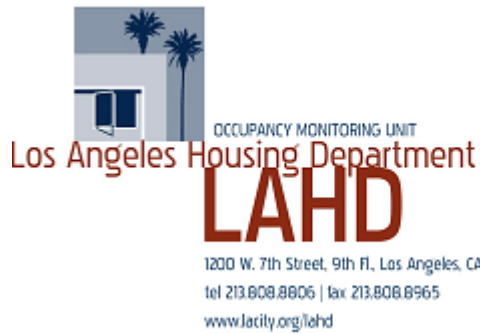 OCCUPANCY MONITORING UNIT
Los Angeles Housing Department
LAHD
1200 W. 7th Street, 9th Fl., Los Angeles, CA
tel 213.808.8806 | fax 213.808.8965
www.lacity.org/lahd